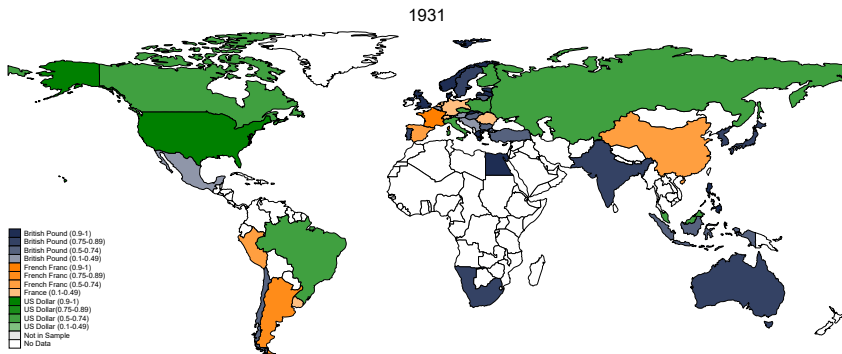 1931
British Pound (0.9-1)
British Pound (0.75-0.89)
British Pound (0.5-0.74)
British Pound (0.1-0.49)
French Franc (0.9-1)
French Franc (0.75-0.89)
French Franc (0.5-0.74)
France (0.1-0.49)
US Dollar (0.9-1)
US Dollar(0.75-0.89)
US Dollar (0.5-0.74)
US Dollar (0.1-0.49)
Not in Sample
No Data